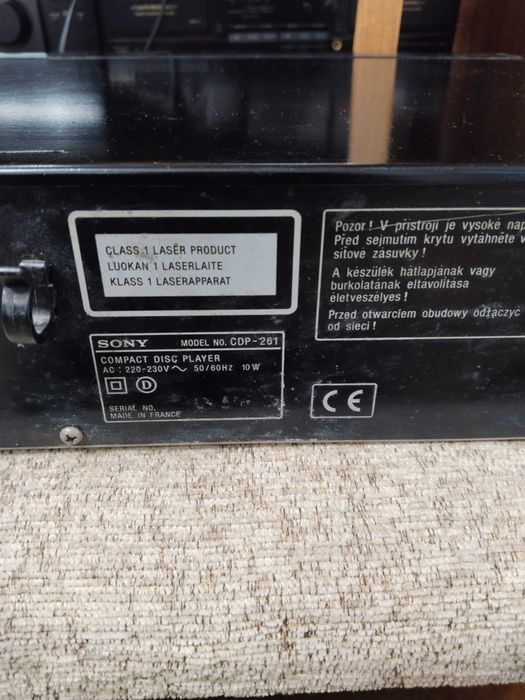 CLASS 1 LASER PRODUCT
LUOKAN 1 LASERLAITE
KLASS 1 LASERAPPARAT
Pozor! V přístroji je vysoké
Před sejmutím krytu vytáhněte
síťové zásuvky!
A készülék hátlapjának vagy
burkolatának eltávolítása
életveszélyes!
Przed otwarciem obudowy odłączyć
od sieci!
SONY MODEL NO. CDP-261
COMPACT DISC PLAYER
AC: 220-230V~ 50/60HZ 10W
D
SERIAL NO.
MADE IN FRANCE
CE